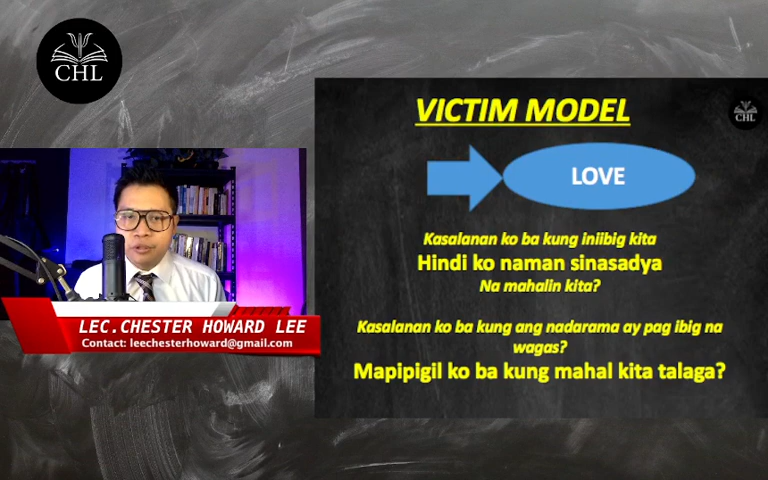 CHL
VICTIM MODEL
CHL
LOVE
Kasalanan ko ba kung iniibig kita
Hindi ko naman sinasadya
Na mahalin kita?
Kasalanan ko ba kung ang nadarama ay pag ibig na
wagas?
Mapipigil ko ba kung mahal kita talaga?
LEC.CHESTER HOWARD LEE
Contact: leechesterhoward@gmail.com